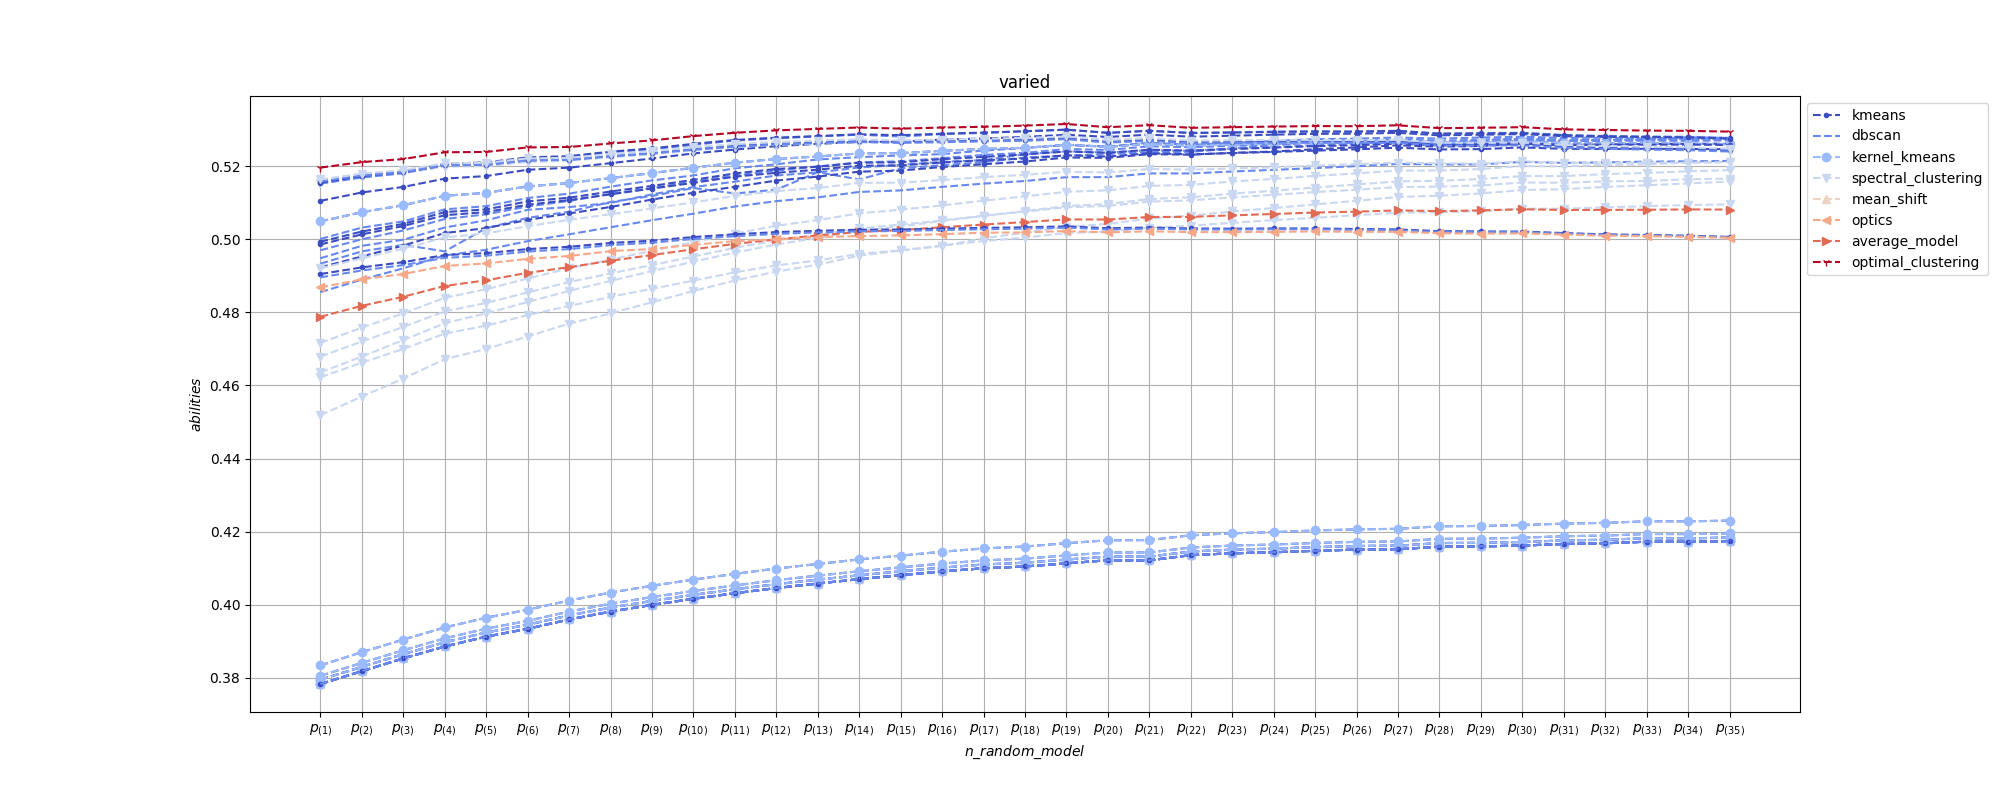 varied
0.52
0.50
0.48
0.46
0.44
0.42
0.40
0.38
abilities
p(1) p(2) p(3) p(4) p(5) p(6) p(7) p(8) p(9) p(10) p(11) p(12) p(13) p(14) p(15) p(16) p(17) p(18) p(19) p(20) p(21) p(22) p(23) p(24) p(25) p(26) p(27) p(28) p(29) p(30) p(31) p(32) p(33) p(34) p(35)
n_random_model
kmeans
dbscan
kernel_kmeans
spectral_clustering
mean_shift
optics
average_model
optimal_clustering